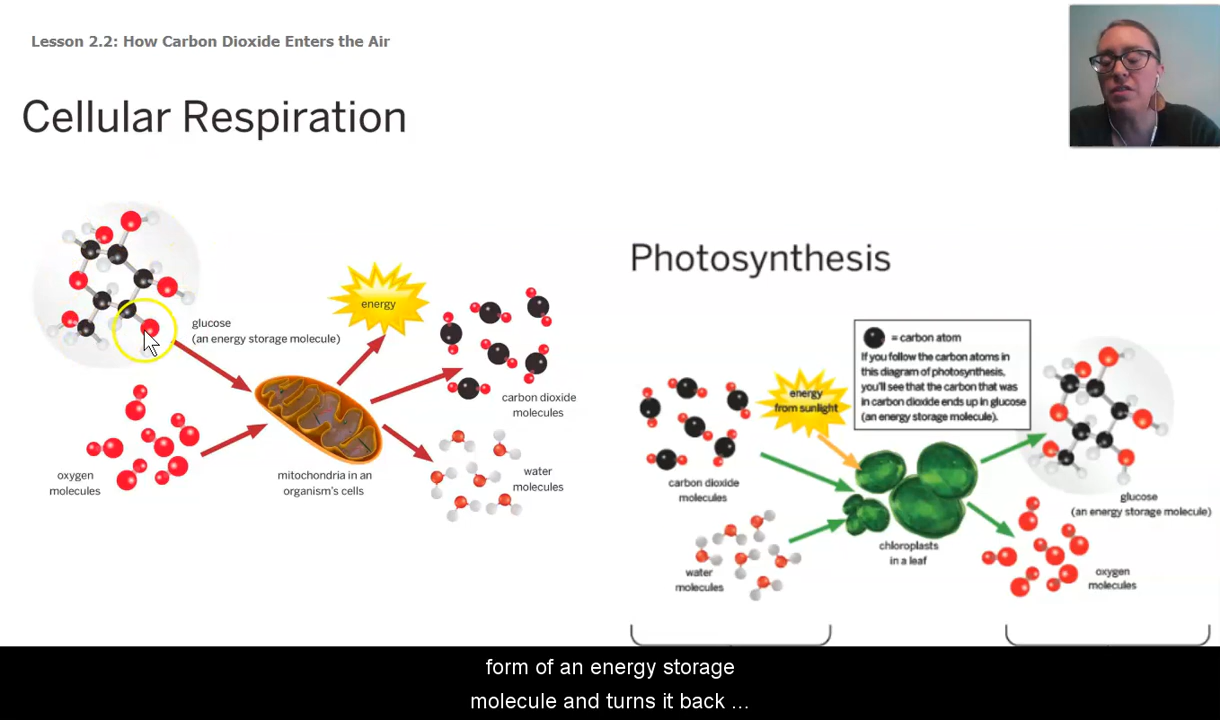 Lesson 2.2: How Carbon Dioxide Enters the Air
Cellular Respiration
glucose
(an energy storage molecule)
energy
carbon dioxide
molecules
oxygen
molecules
mitochondria in an
organism's cells
water
molecules
Photosynthesis
= carbon atom
If you follow the carbon atoms in
this diagram of photosynthesis,
you'll see that the carbon that was
in carbon dioxide ends up in glucose
(an energy storage molecule).
energy
from sunlight
carbon dioxide
molecules
water
molecules
chloroplasts
in a leaf
glucose
(an energy storage molecule)
oxygen
molecules
form of an energy storage
molecule and turns it back ...